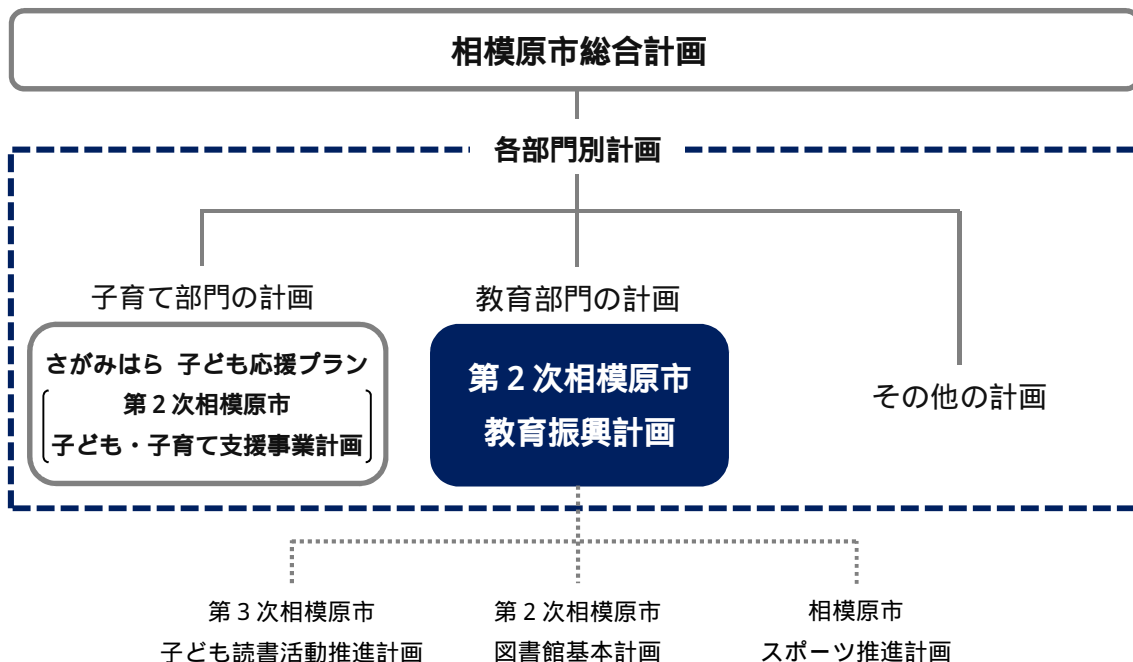 相模原市総合計画
各部門別計画
子育て部門の計画
さがみはら 子ども応援プラン
第2次相模原市
子ども・子育て支援事業計画
教育部門の計画
第2次相模原市
教育振興計画
その他の計画
第3次相模原市
子ども読書活動推進計画
第2次相模原市
図書館基本計画
相模原市
スポーツ推進計画